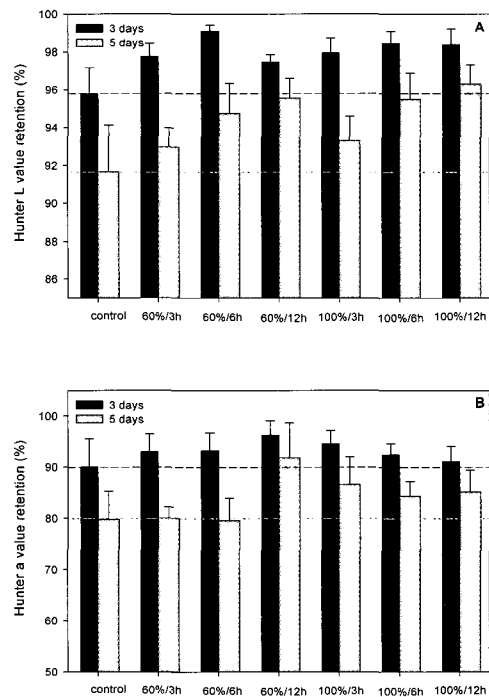 A
3 days
5 days
Hunter L value retention (%)
100
98
96
94
92
90
88
86
control 60%/3h 60%/6h 60%/12h 100%/3h 100%/6h 100%/12h
B
3 days
5 days
Hunter a value retention (%)
100
90
80
70
60
50
control 60%/3h 60%/6h 60%/12h 100%/3h 100%/6h 100%/12h